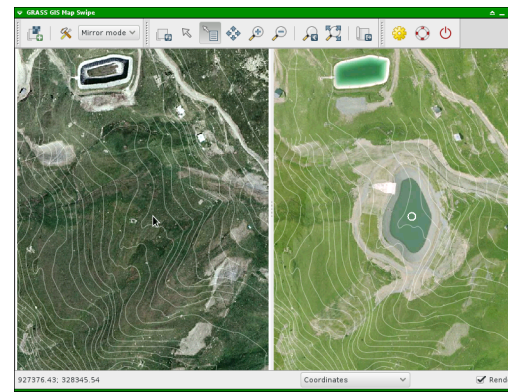 GRASS GIS Map Swipe
Mirror mode
927376.43; 328345.54
Coordinates
Rend